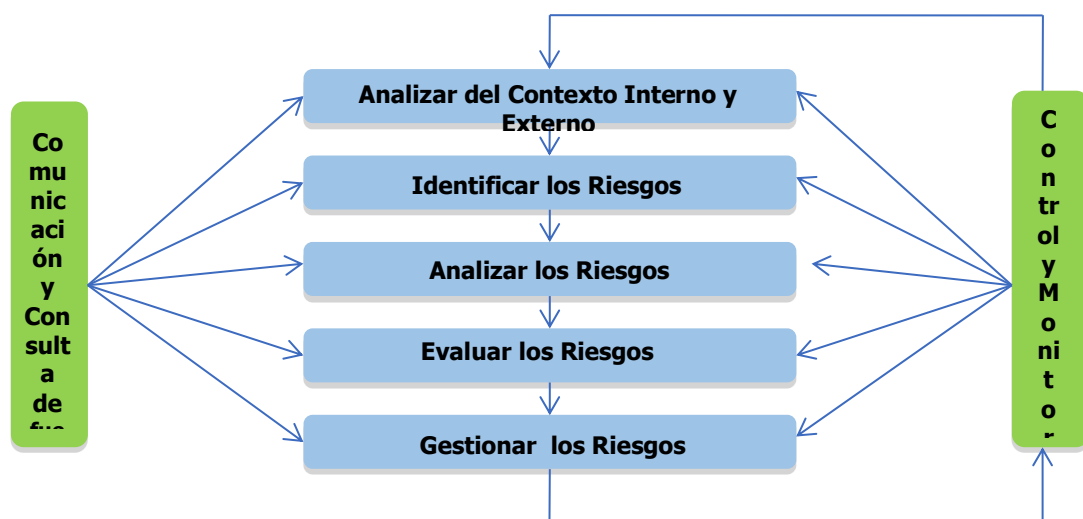 Analizar del Contexto Interno y
Externo
Identificar los Riesgos
Analizar los Riesgos
Evaluar los Riesgos
Gestionar los Riesgos
Co
mu
nic
aci
ón
y
Con
sult
a
de
C
o
n
tr
ol
y
M
o
ni
t
o
r